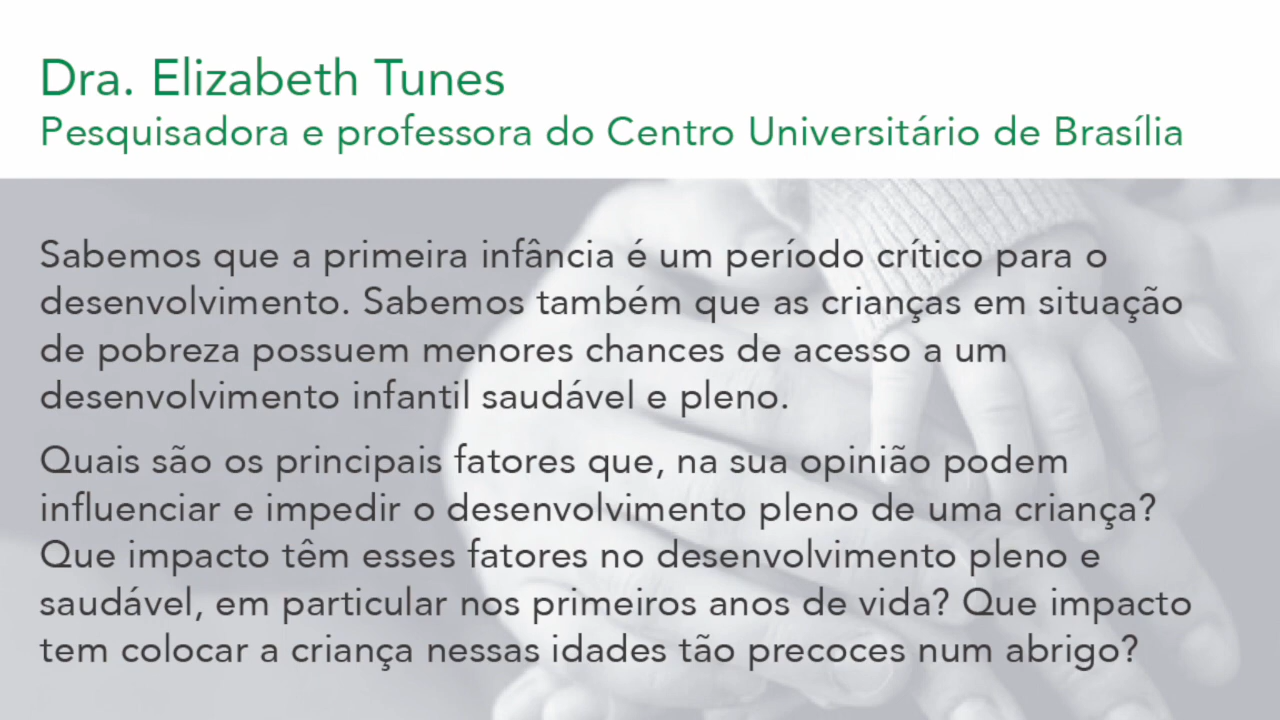 Dra. Elizabeth Tunes
Pesquisadora e professora do Centro Universitário de Brasília
Sabemos que a primeira infância é um período crítico para o
desenvolvimento. Sabemos também que as crianças em situação
de pobreza possuem menores chances de acesso a um
desenvolvimento infantil saudável e pleno.
Quais são os principais fatores que, na sua opinião podem
influenciar e impedir o desenvolvimento pleno de uma criança?
Que impacto têm esses fatores no desenvolvimento pleno e
saudável, em particular nos primeiros anos de vida? Que impacto
tem colocar a criança nessas idades tão precoces num abrigo?